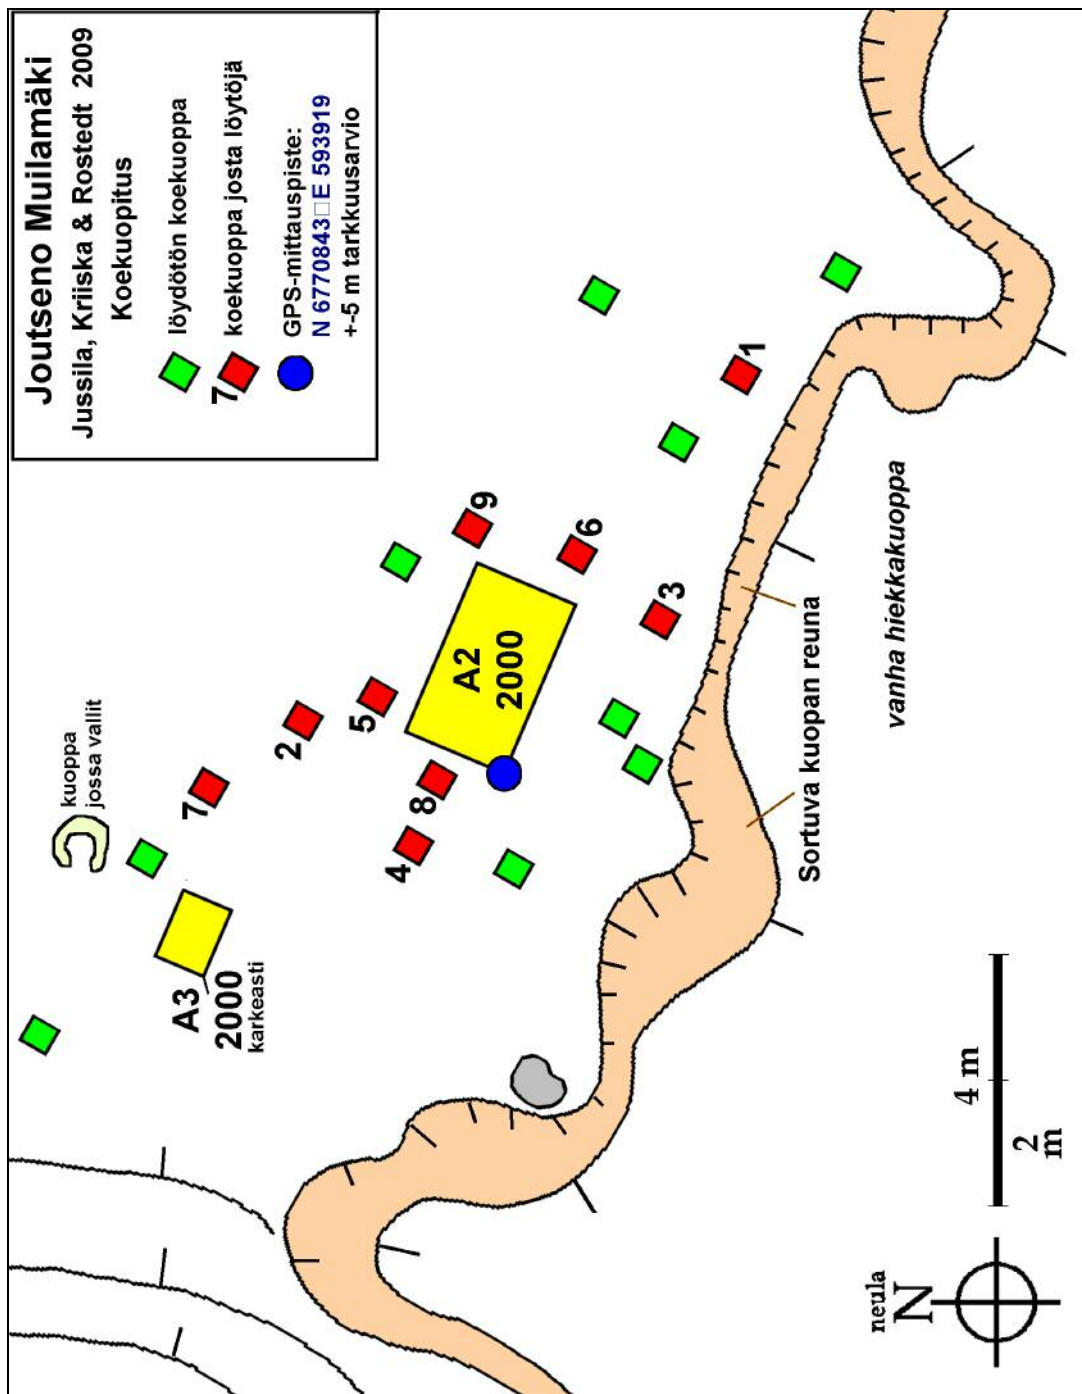 Joutseno Muilamäki
Jussila, Kriiska & Rostedt 2009
Koekuopitus
löydötön koekuoppa
7
koekuoppa josta löytöjä
GPS-mittauspiste:
N 6770843□E 593919
+-5 m tarkkuusarvio
kuoppa
jossa vallit
7
2
5
9
A2
2000
8
4
6
3
1
A3
2000
karkeasti
Sortuva kuopan reuna
vanha hiekkakuoppa
neula
N
4 m
2
m